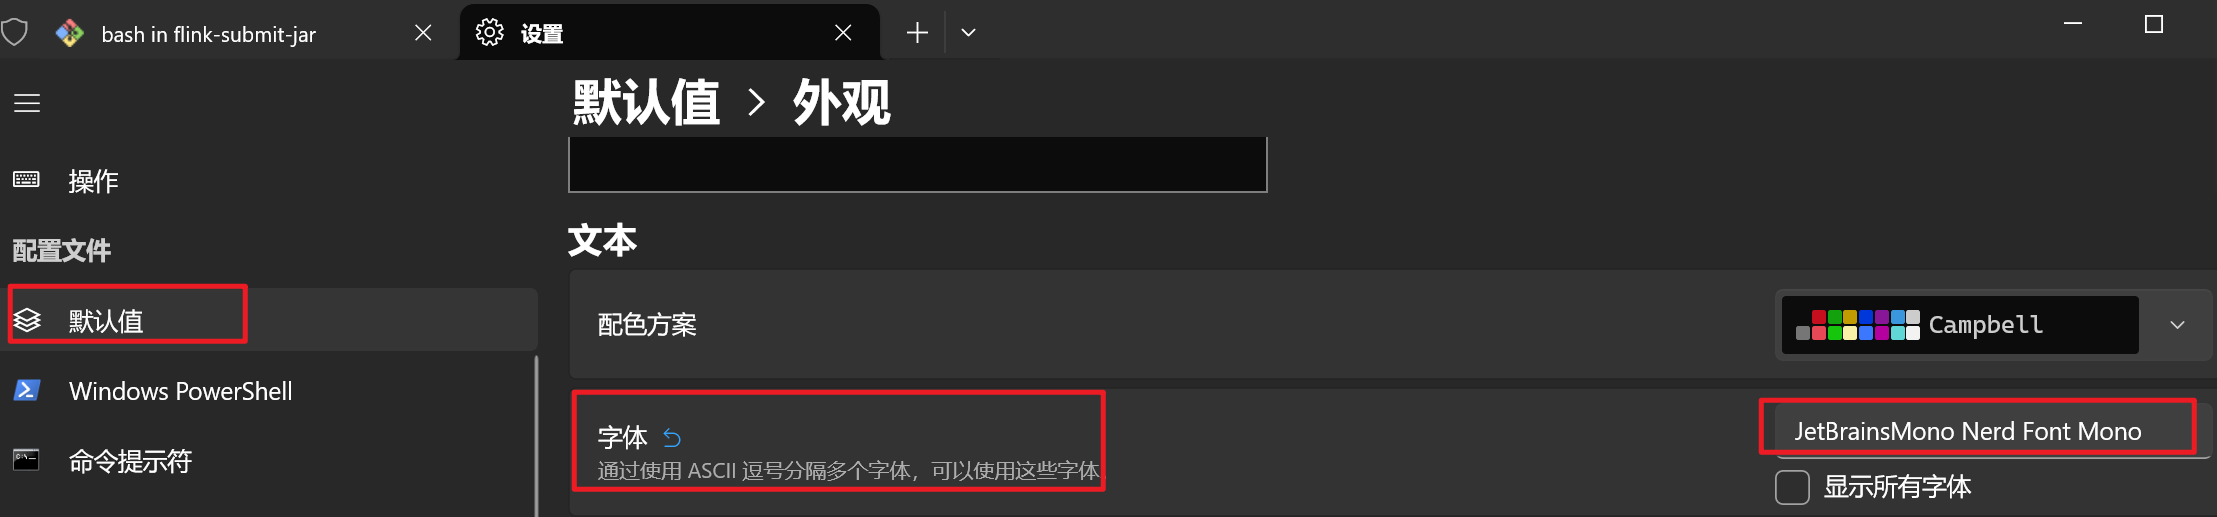 bash in flink-submit-jar
设置
默认值 > 外观
操作
配置文件
默认值
Windows PowerShell
命令提示符
文本
配色方案
Campbell
字体
通过使用 ASCII 逗号分隔多个字体，可以使用这些字体
JetBrainsMono Nerd Font Mono
显示所有字体